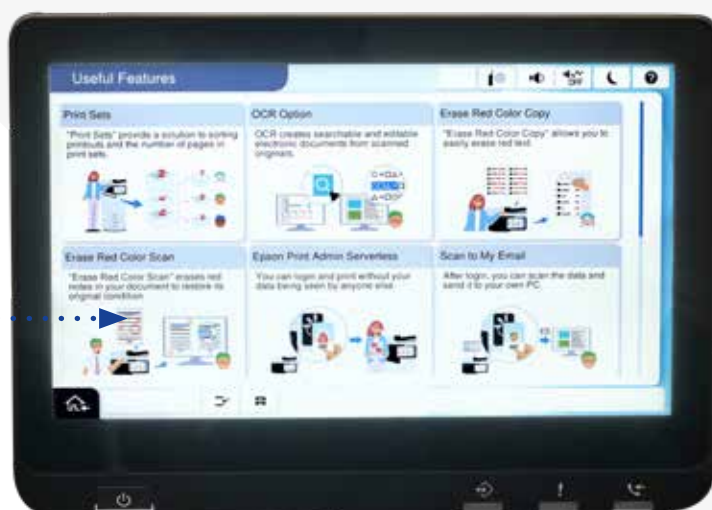 Useful Features
Print Sets
"Print Sets" provide a solution to sorting
printouts and the number of pages in
print sets.
OCR Option
OCR creates searchable and editable
electronic documents from scanned
originals.
Erase Red Color Copy
"Erase Red Color Copy" allows you to
easily erase red text.
Erase Red Color Scan
"Erase Red Color Scan" erases red
notes in your document to restore its
original condition
Epson Print Admin Serverless
You can login and print without your
data being seen by anyone else
Scan to My Email
After login, you can scan the data and
send it to your own PC.